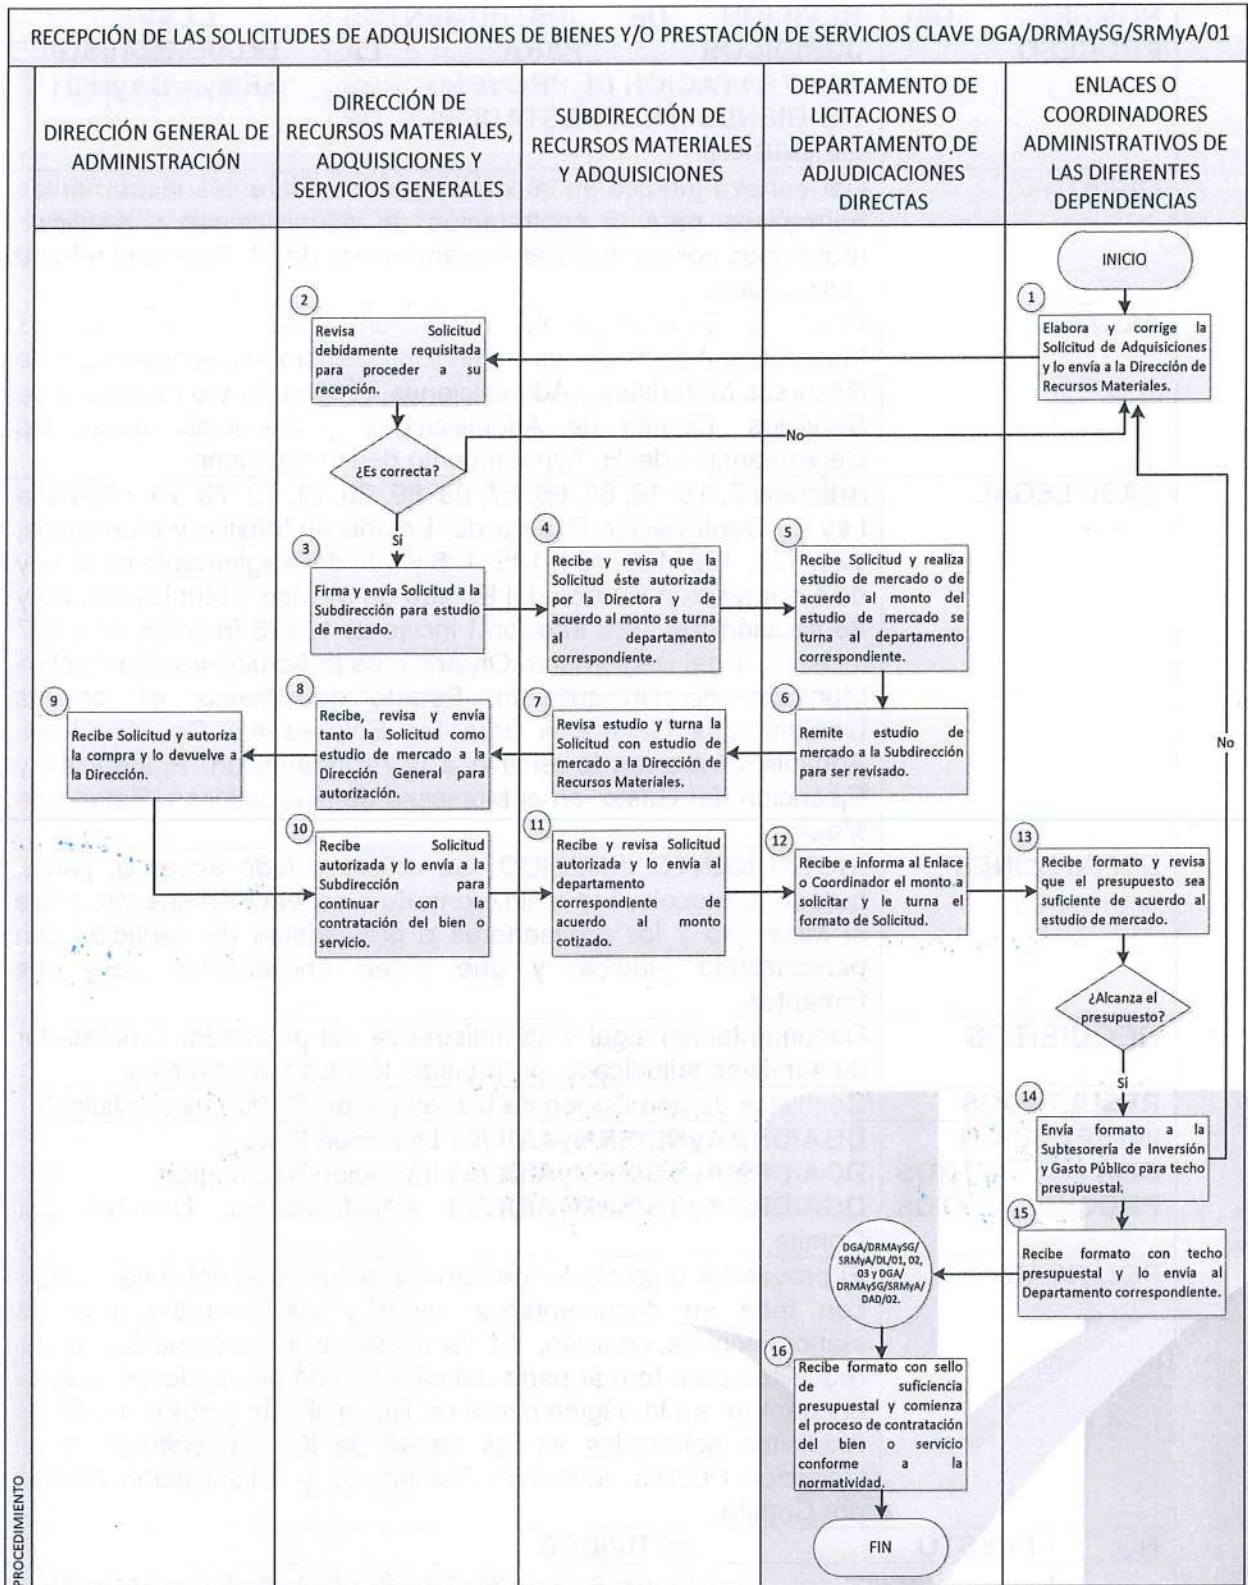 RECEPCIÓN DE LAS SOLICITUDES DE ADQUISICIONES DE BIENES Y/O PRESTACIÓN DE SERVICIOS CLAVE DGA/DRMAySG/SRMyA/01
DIRECCIÓN GENERAL DE
ADMINISTRACIÓN
DIRECCIÓN DE
RECURSOS MATERIALES,
ADQUISICIONES Y
SERVICIOS GENERALES
SUBDIRECCIÓN DE
RECURSOS MATERIALES
Y ADQUISICIONES
DEPARTAMENTO DE
LICITACIONES O
DEPARTAMENTO DE
ADJUDICACIONES
DIRECTAS
ENLACES O
COORDINADORES
ADMINISTRATIVOS DE
LAS DIFERENTES
DEPENDENCIAS
INICIO
1
Elabora y corrige la
Solicitud de Adquisiciones
y lo envía a la Dirección de
Recursos Materiales.
2
Revisa Solicitud
debidamente requisitada
para proceder a su
recepción.
¿Es correcta?
No
Sí
3
Firma y envía Solicitud a la
Subdirección para estudio
de mercado.
4
Recibe y revisa que la
Solicitud éste autorizada
por la Directora y de
acuerdo al monto se turna
al departamento
correspondiente.
5
Recibe Solicitud y realiza
estudio de mercado o de
acuerdo al monto del
estudio de mercado se
turna al departamento
correspondiente.
6
Remite estudio de
mercado a la Subdirección
para ser revisado.
7
Revisa estudio y turna la
Solicitud con estudio de
mercado a la Dirección de
Recursos Materiales.
8
Recibe, revisa y envía
tanto la Solicitud como
estudio de mercado a la
Dirección General para
autorización.
9
Recibe Solicitud y autoriza
la compra y lo devuelve a
la Dirección.
10
Recibe Solicitud
autorizada y lo envía a la
Subdirección para
continuar con la
contratación del bien o
servicio.
11
Recibe y revisa Solicitud
autorizada y lo envía al
departamento
correspondiente de
acuerdo al monto
cotizado.
12
Recibe e informa al Enlace
o Coordinador el monto a
solicitar y le turna el
formato de Solicitud.
13
Recibe formato y revisa
que el presupuesto sea
suficiente de acuerdo al
estudio de mercado.
¿Alcanza el
presupuesto?
No
Sí
14
Envía formato a la
Subtesorería de Inversión
y Gasto Público para techo
presupuestal.
15
Recibe formato con techo
presupuestal y lo envía al
Departamento correspondiente.
DGA/DRMAySG/
SRMyA/DL/01, 02,
03 y DGA/
DRMAySG/SRMyA/
DAD/02.
16
Recibe formato con sello
de suficiencia
presupuestal y comienza
el proceso de contratación
del bien o servicio
conforme a la
normatividad.
FIN
PROCEDIMIENTO